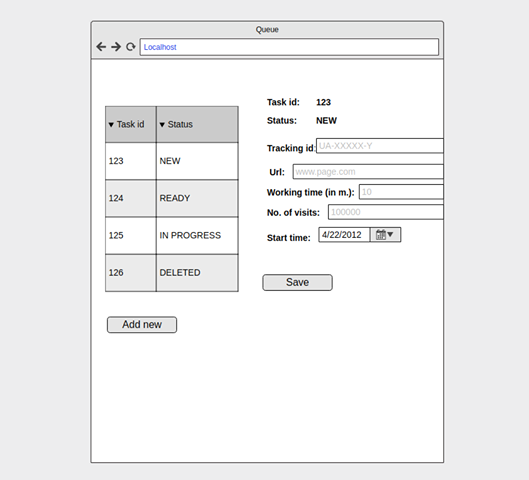 Queue
Localhost
Task id Status
123 NEW
124 READY
125 IN PROGRESS
126 DELETED
Add new
Task id: 123
Status: NEW
Tracking id: UA-XXXXX-Y
Url: www.page.com
Working time (in m.): 10
No. of visits: 100000
Start time: 4/22/2012
Save